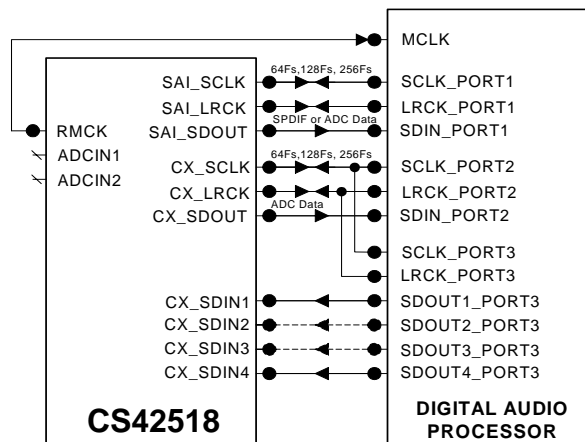 MCLK
64Fs,128Fs, 256Fs
SAI_SCLK
SCLK_PORT1
SAI_LRCK
LRCK_PORT1
SPDIF or ADC Data
RMCK
SAI_SDOUT
SDIN_PORT1
ADCIN1
64Fs,128Fs, 256Fs
CX_SCLK
SCLK_PORT2
ADCIN2
CX_LRCK
LRCK_PORT2
ADC Data
CX_SDOUT
SDIN_PORT2
SCLK_PORT3
LRCK_PORT3
CX_SDIN1
SDOUT1_PORT3
CX_SDIN2
SDOUT2_PORT3
CX_SDIN3
SDOUT3_PORT3
CX_SDIN4
SDOUT4_PORT3
CS42518
DIGITAL AUDIO
PROCESSOR